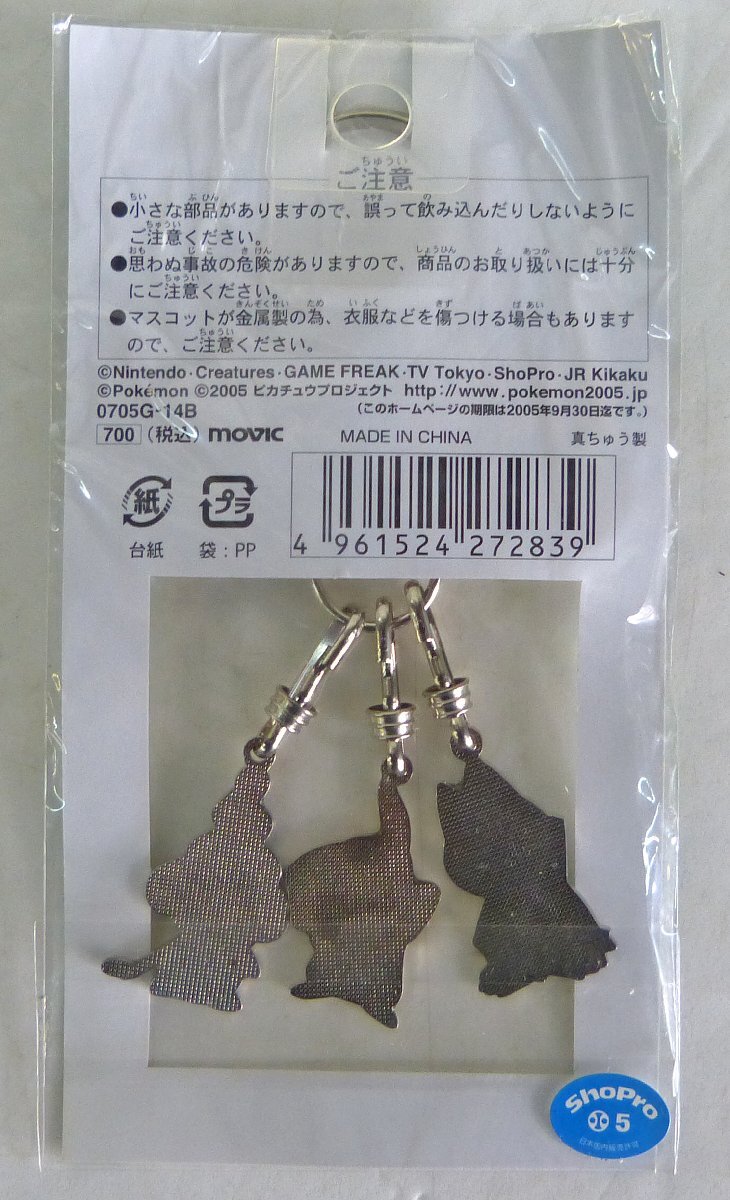 ご注意
●小さな部品がありますので、誤って飲み込んだりしないように
ご注意ください。
●思わぬ事故の危険がありますので、商品のお取り扱いには十分
にご注意ください。
●マスコットが金属製の為、衣服などを傷つける場合もあります
ので、ご注意ください。
©Nintendo・Creatures・GAME FREAK・TV Tokyo・ShoPro・JR Kikaku
©Pokémon ©2005 ピカチュウプロジェクト http://www.pokemon2005.jp
0705G-14B (このホームページの期限は2005年9月30日迄です。)
700 (税込) movic MADE IN CHINA 真ちゅう製
紙 プラ
台紙 袋:PP
4 961524 272839
ShoPro
5
日本国内販売許可